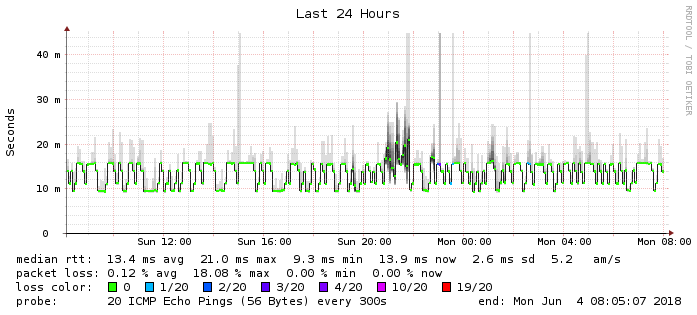 Last 24 Hours
RRDTOOL / TOBI OETIKER
Seconds
40 m
30 m
20 m
10 m
0
Sun 12:00 Sun 16:00 Sun 20:00 Mon 00:00 Mon 04:00 Mon 08:00
median rtt: 13.4 ms avg 21.0 ms max 9.3 ms min 13.9 ms now 2.6 ms sd 5.2 am/s
packet loss: 0.12 % avg 18.08 % max 0.00 % min 0.00 % now
loss color: 0 1/20 2/20 3/20 4/20 10/20 19/20
probe: 20 ICMP Echo Pings (56 Bytes) every 300s end: Mon Jun 4 08:05:07 2018